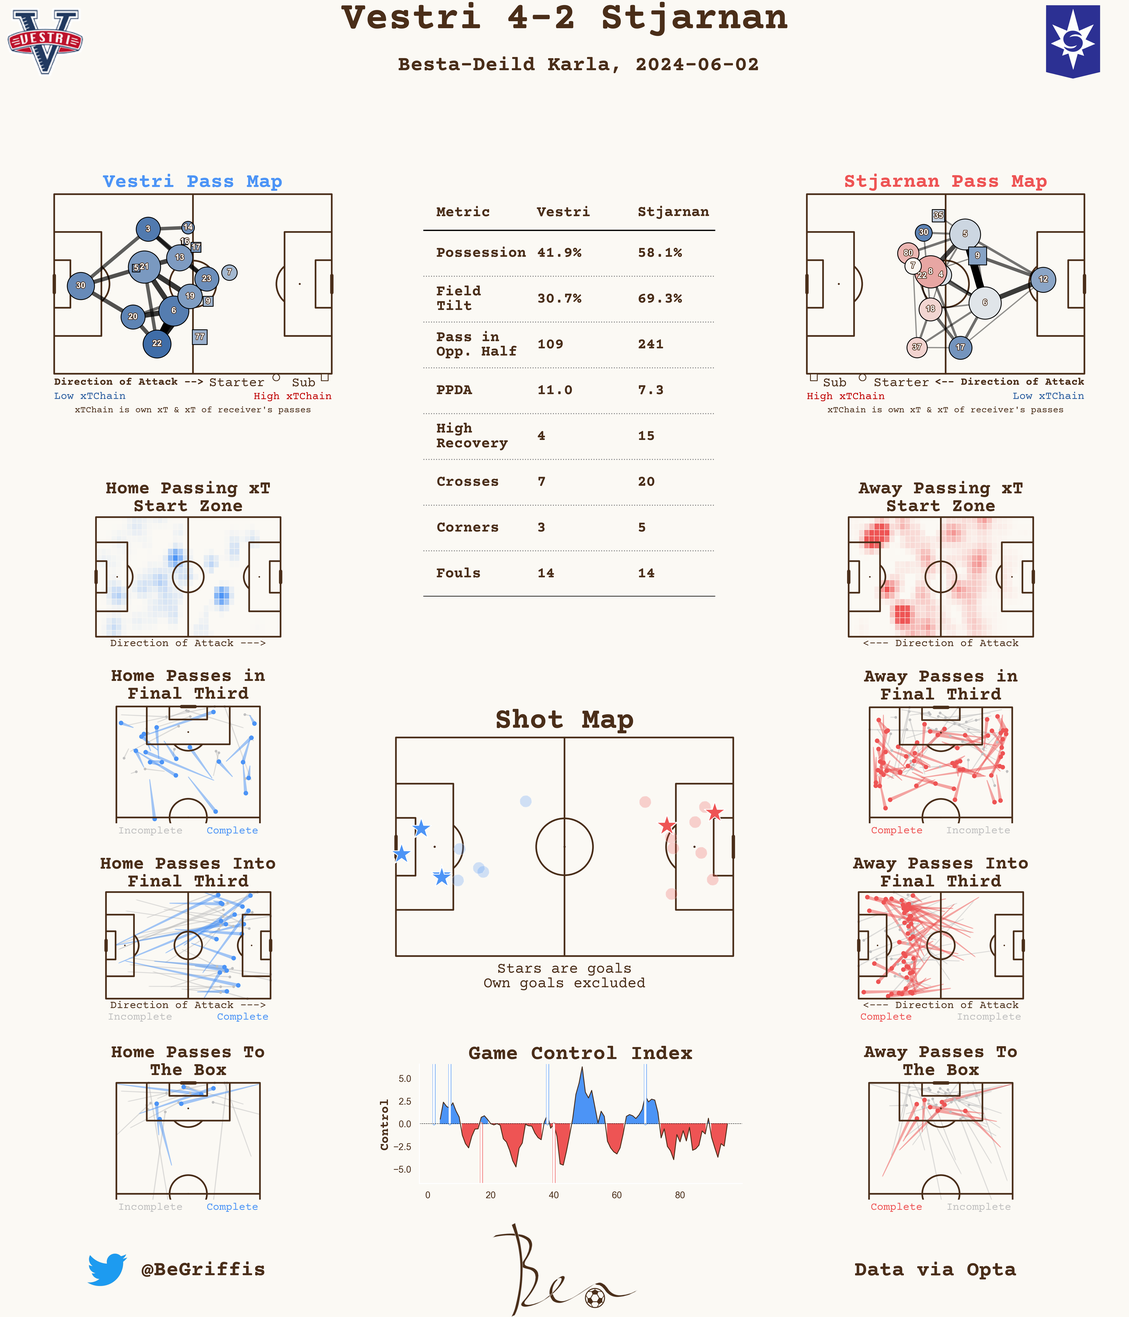 Vestri 4-2 Stjarnan
Besta-Deild Karla, 2024-06-02
VESTRI
Vestri Pass Map
3
14
16
17
13
5
21
30
23
7
19
9
6
20
22
77
Direction of Attack --> Starter Sub
Low xTChain High xTChain
xTChain is own xT & xT of receiver's passes
Metric Vestri Stjarnan
Possession 41.9% 58.1%
Field
Tilt 30.7% 69.3%
Pass in
Opp. Half 109 241
PPDA 11.0 7.3
High
Recovery 4 15
Crosses 7 20
Corners 3 5
Fouls 14 14
Stjarnan Pass Map
35
30
5
80
9
7
22
8
4
12
18
6
37
17
Sub Starter <-- Direction of Attack
High xTChain Low xTChain
xTChain is own xT & xT of receiver's passes
Home Passing xT
Start Zone
Direction of Attack --->
Away Passing xT
Start Zone
<--- Direction of Attack
Home Passes in
Final Third
Incomplete Complete
Away Passes in
Final Third
Complete Incomplete
Shot Map
Stars are goals
Own goals excluded
Home Passes Into
Final Third
Direction of Attack --->
Incomplete Complete
Away Passes Into
Final Third
<--- Direction of Attack
Complete Incomplete
Home Passes To
The Box
Incomplete Complete
Game Control Index
Control
5.0
2.5
0.0
−2.5
−5.0
0 20 40 60 80
Away Passes To
The Box
Complete Incomplete
@BeGriffis
Ben
Data via Opta